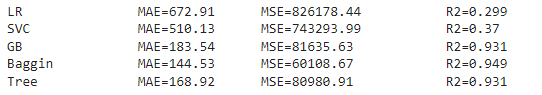 LR MAE=672.91 MSE=826178.44 R2=0.299
SVC MAE=510.13 MSE=743293.99 R2=0.37
GB MAE=183.54 MSE=81635.63 R2=0.931
Baggin MAE=144.53 MSE=60108.67 R2=0.949
Tree MAE=168.92 MSE=80980.91 R2=0.931